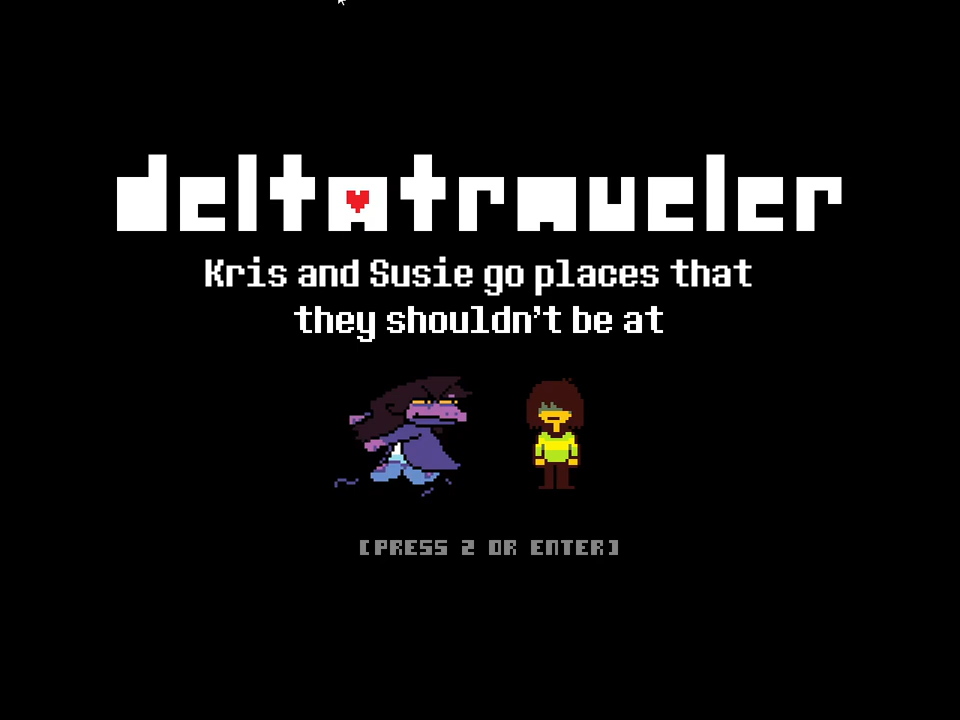 deltatraveler
Kris and Susie go places that
they shouldn't be at
[PRESS Z OR ENTER]